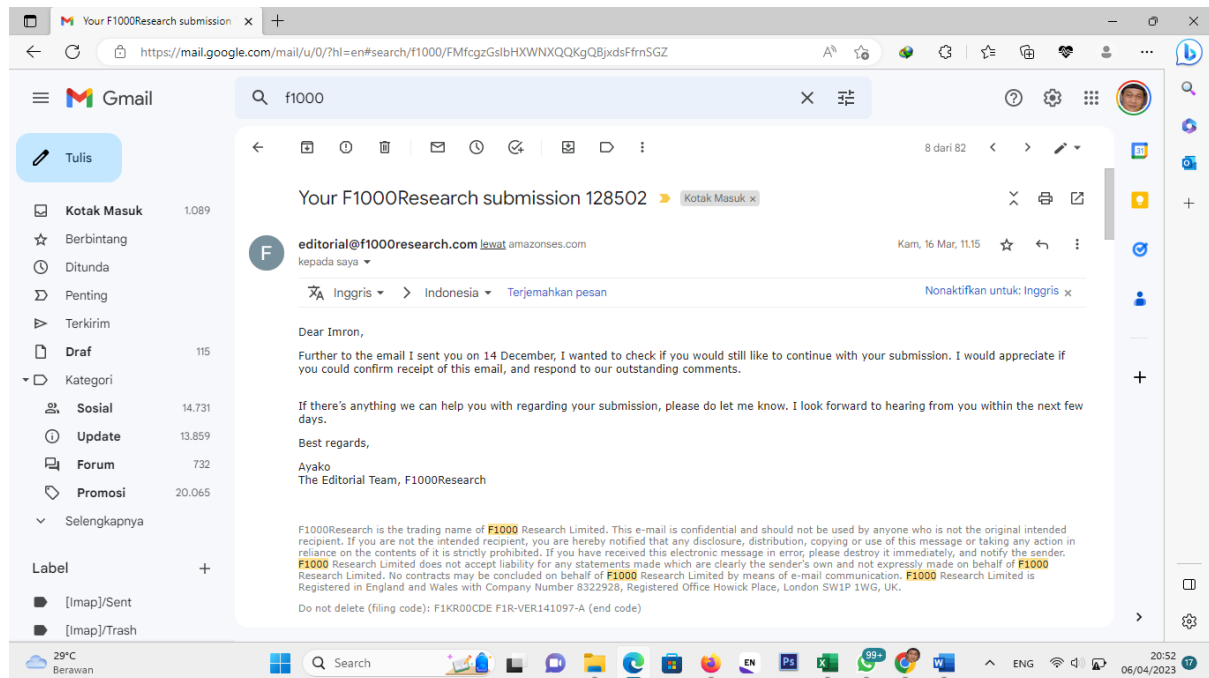 Your F1000Research submission
https://mail.google.com/mail/u/0/?hl=en#search/f1000/FMfcgzGslbHXWNXQQKgQBjxdsFfrnSGZ
Gmail
f1000
Tulis
8 dari 82
Kotak Masuk 1.089
Berbintang
Ditunda
Penting
Terkirim
Draf 115
Kategori
Sosial 14.731
Update 13.859
Forum 732
Promosi 20.065
Selengkapnya
Label
[Imap]/Sent
[Imap]/Trash
Your F1000Research submission 128502 Kotak Masuk x
F
editorial@f1000research.com lewat amazonses.com
Kam, 16 Mar, 11.15
kepada saya
Inggris Indonesia Terjemahkan pesan
Nonaktifkan untuk: Inggris x
Dear Imron,
Further to the email I sent you on 14 December, I wanted to check if you would still like to continue with your submission. I would appreciate if
you could confirm receipt of this email, and respond to our outstanding comments.
If there's anything we can help you with regarding your submission, please do let me know. I look forward to hearing from you within the next few
days.
Best regards,
Ayako
The Editorial Team, F1000Research
F1000Research is the trading name of F1000 Research Limited. This e-mail is confidential and should not be used by anyone who is not the original intended
recipient. If you are not the intended recipient, you are hereby notified that any disclosure, distribution, copying or use of this message or taking any action in
reliance on the contents of it is strictly prohibited. If you have received this electronic message in error, please destroy it immediately, and notify the sender.
F1000 Research Limited does not accept liability for any statements made which are clearly the sender's own and not expressly made on behalf of F1000
Research Limited. No contracts may be concluded on behalf of F1000 Research Limited by means of e-mail communication. F1000 Research Limited is
Registered in England and Wales with Company Number 8322928, Registered Office Howick Place, London SW1P 1WG, UK.
Do not delete (filing code): F1KR00CDE F1R-VER141097-A (end code)
31
29°C
Berawan
Search
EN
Ps
99+
ENG
20:52
06/04/2023
17